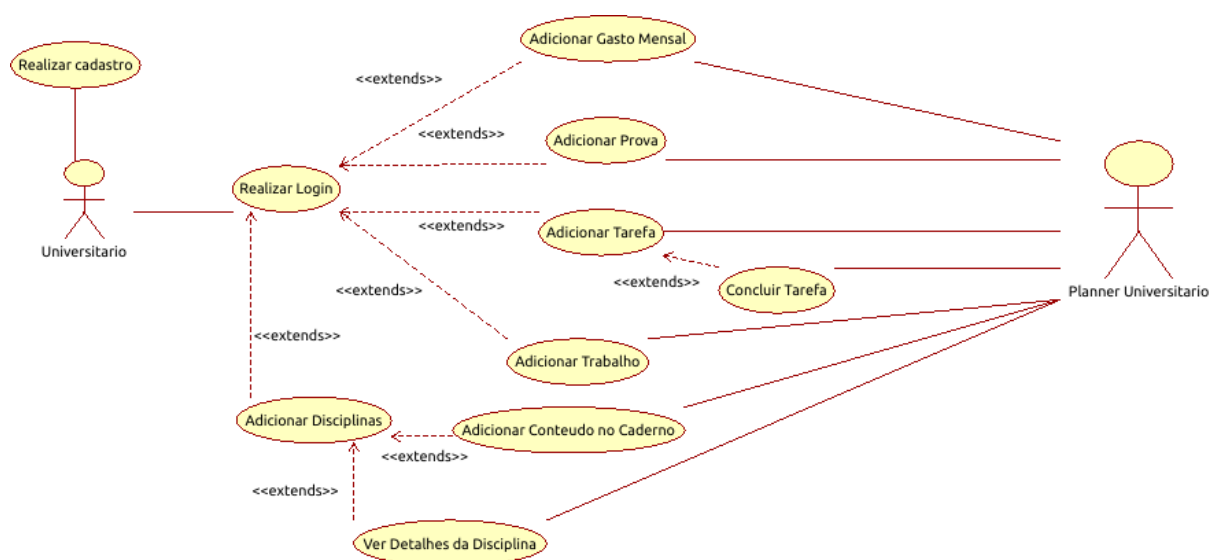 Adicionar Gasto Mensal
Realizar cadastro
<<extends>>
<<extends>>
Adicionar Prova
Realizar Login
<<extends>>
Adicionar Tarefa
Universitario
<<extends>>
Concluir Tarefa
Planner Universitario
<<extends>>
<<extends>>
Adicionar Trabalho
Adicionar Disciplinas
Adicionar Conteudo no Caderno
<<extends>>
<<extends>>
Ver Detalhes da Disciplina